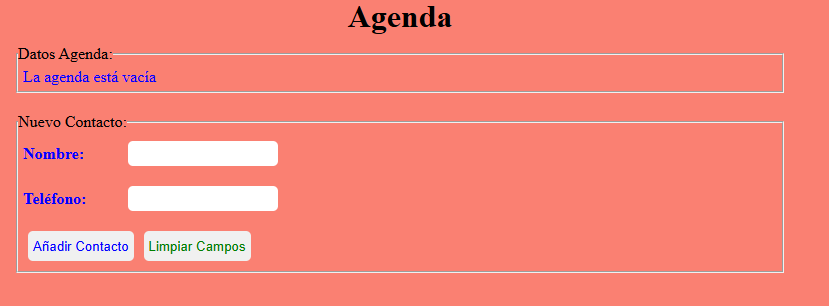 Agenda
Datos Agenda:
La agenda está vacía
Nuevo Contacto:
Nombre:
Teléfono:
Añadir Contacto Limpiar Campos